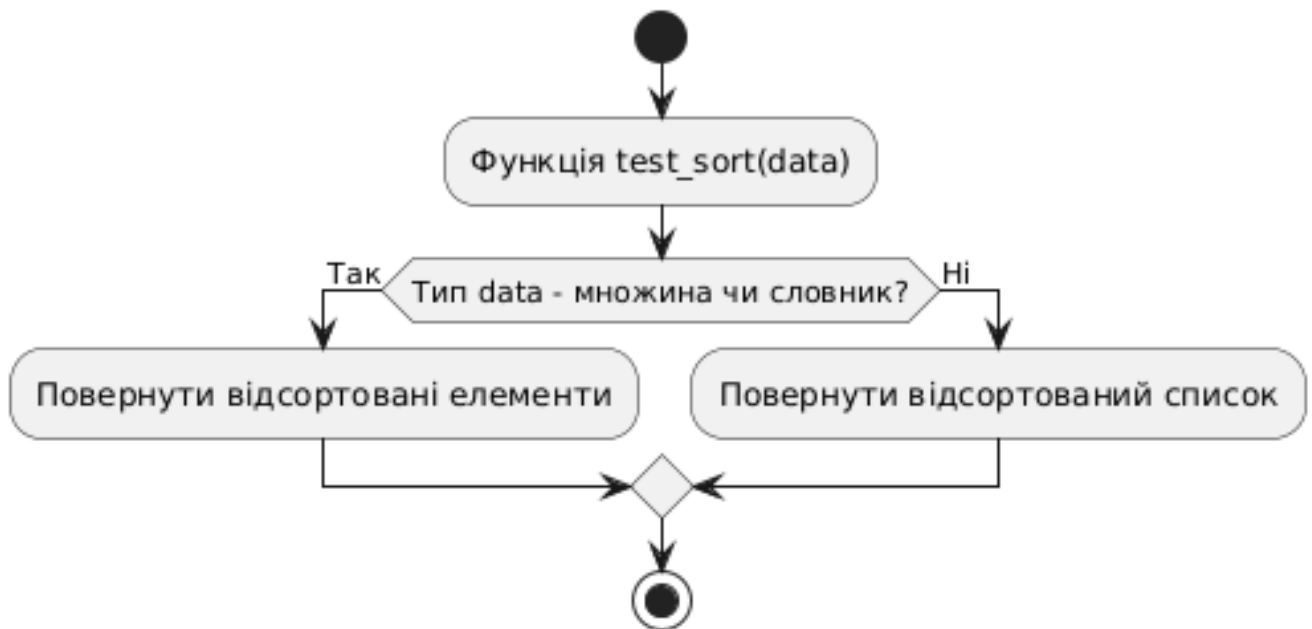 Функція test_sort(data)
Так
Тип data - множина чи словник?
Ні
Повернути відсортовані елементи
Повернути відсортований список